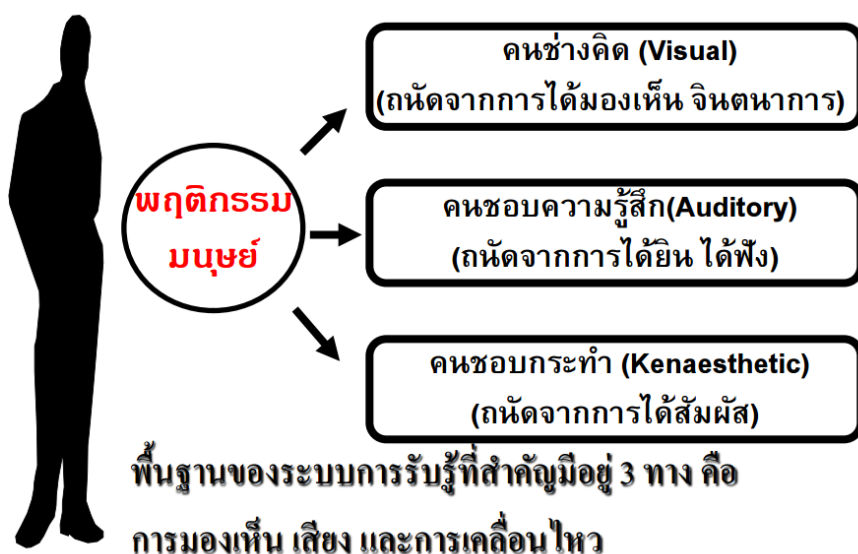 คนช่างคิด (Visual)
(ถนัดจากการได้มองเห็น จินตนาการ)
พฤติกรรม
มนุษย์
คนชอบความรู้สึก(Auditory)
(ถนัดจากการได้ยิน ได้ฟัง)
คนชอบกระทำ (Kenaesthetic)
(ถนัดจากการได้สัมผัส)
พื้นฐานของระบบการรับรู้ที่สำคัญมีอยู่ 3 ทาง คือ
การมองเห็น เสียง และการเคลื่อนไหว